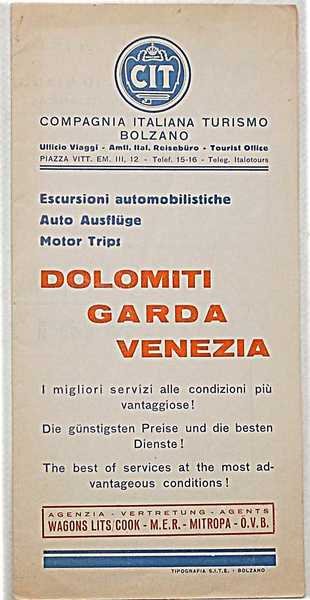 CIT
COMPAGNIA ITALIANA TURISMO
BOLZANO
Ufficio Viaggi - Amtl. Ital. Reisebüro - Tourist Office
PIAZZA VITT. EM. III, 12 - Telef. 15-16 - Teleg. Italotours
Escursioni automobilistiche
Auto Ausflüge
Motor Trips
DOLOMITI
GARDA
VENEZIA
I migliori servizi alle condizioni più
vantaggiose!
Die günstigsten Preise und die besten
Dienste!
The best of services at the most ad-
vantageous conditions!
AGENZIA - VERTRETUNG - AGENTS
WAGONS LITS/COOK - M.E.R. - MITROPA - Ö.V.B.
TIPOGRAFIA S.I.T.E. - BOLZANO